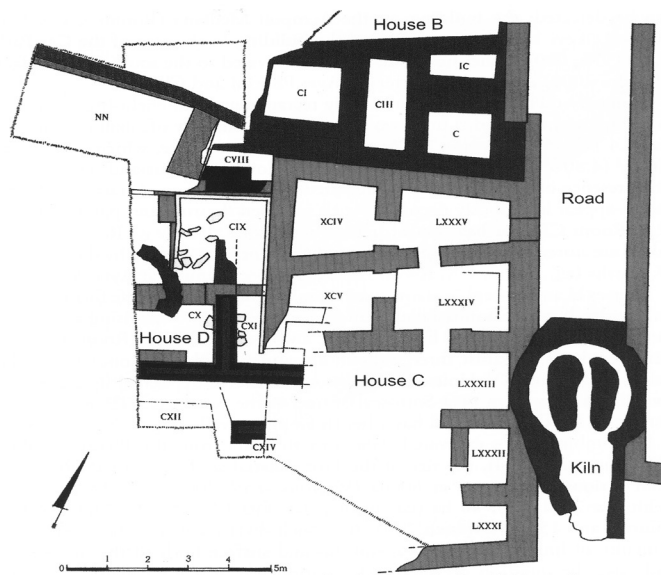 House B
IC
CI
CIII
NN
C
CVIII
Road
XCIV
LXXXV
CIX
XCV
LXXXIV
CX
CXI
House D
House C
LXXXIII
CXII
CXIV
LXXXII
Kiln
LXXXI
0 1 2 3 4 5m